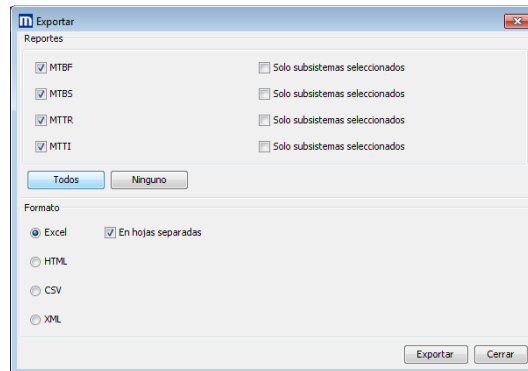 m Exportar
Reportes
MTBF Solo subsistemas seleccionados
MTBS Solo subsistemas seleccionados
MTTR Solo subsistemas seleccionados
MTTI Solo subsistemas seleccionados
Todos Ninguno
Formato
Excel En hojas separadas
HTML
CSV
XML
Exportar Cerrar